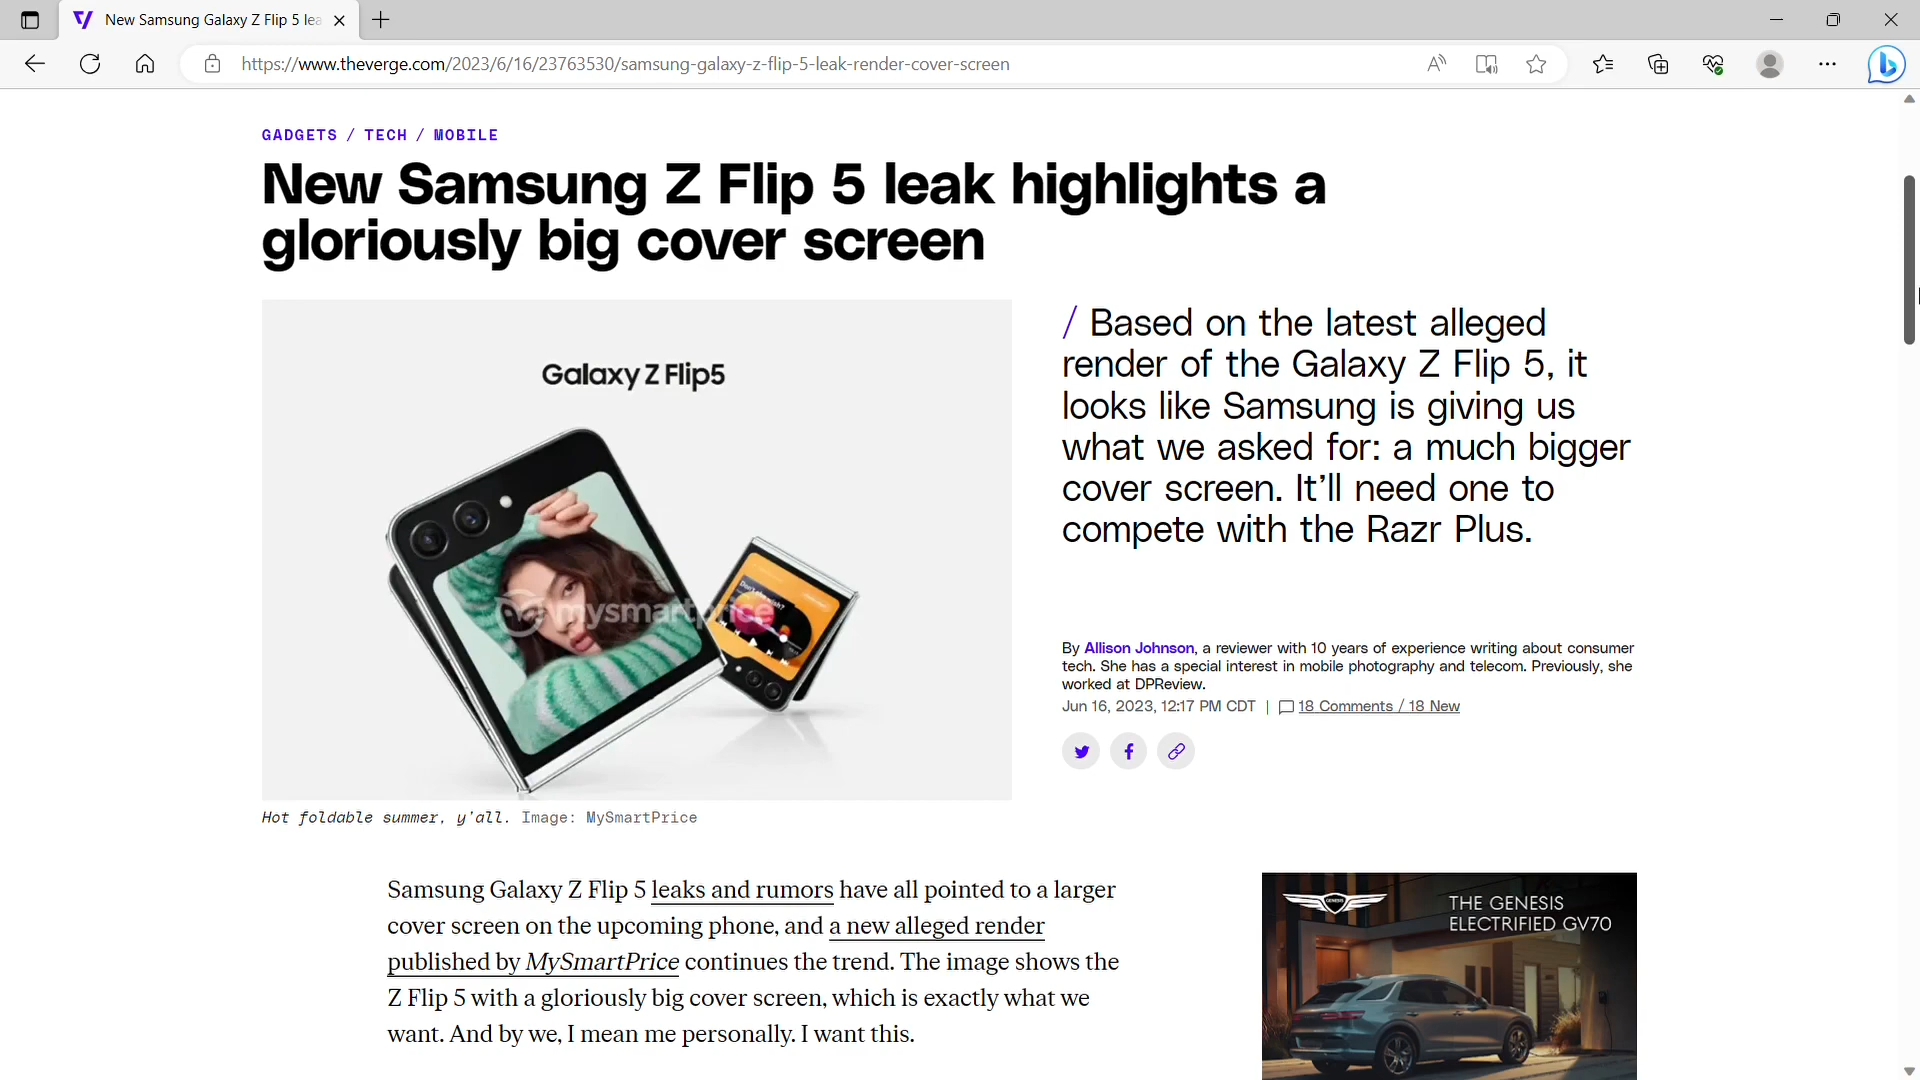 New Samsung Galaxy Z Flip 5 lea
https://www.theverge.com/2023/6/16/23763530/samsung-galaxy-z-flip-5-leak-render-cover-screen
GADGETS / TECH / MOBILE
New Samsung Z Flip 5 leak highlights a
gloriously big cover screen
Galaxy Z Flip5
mysmartprice
Hot foldable summer, y'all. Image: MySmartPrice
/ Based on the latest alleged
render of the Galaxy Z Flip 5, it
looks like Samsung is giving us
what we asked for: a much bigger
cover screen. It’ll need one to
compete with the Razr Plus.
By Allison Johnson, a reviewer with 10 years of experience writing about consumer
tech. She has a special interest in mobile photography and telecom. Previously, she
worked at DPReview.
Jun 16, 2023, 12:17 PM CDT | 18 Comments / 18 New
Samsung Galaxy Z Flip 5 leaks and rumors have all pointed to a larger
cover screen on the upcoming phone, and a new alleged render
published by MySmartPrice continues the trend. The image shows the
Z Flip 5 with a gloriously big cover screen, which is exactly what we
want. And by we, I mean me personally. I want this.
GENESIS
THE GENESIS
ELECTRIFIED GV70